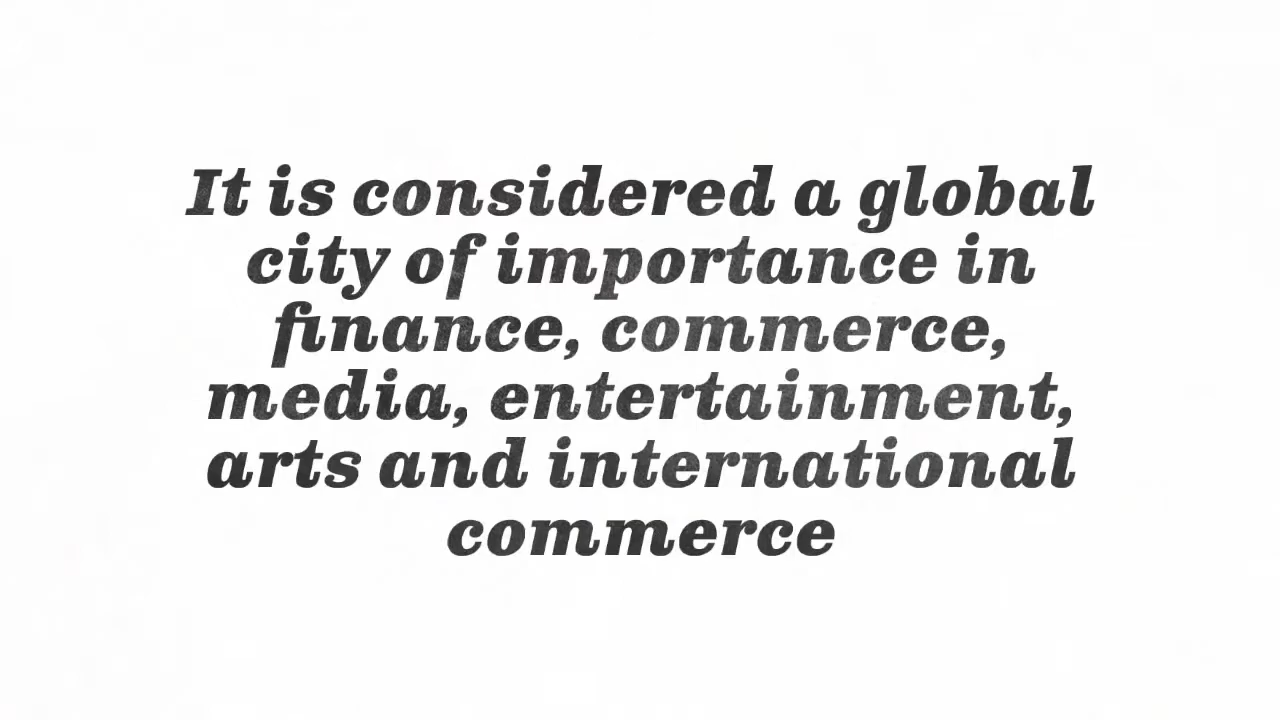 It is considered a global
city of importance in
finance, commerce,
media, entertainment,
arts and international
commerce